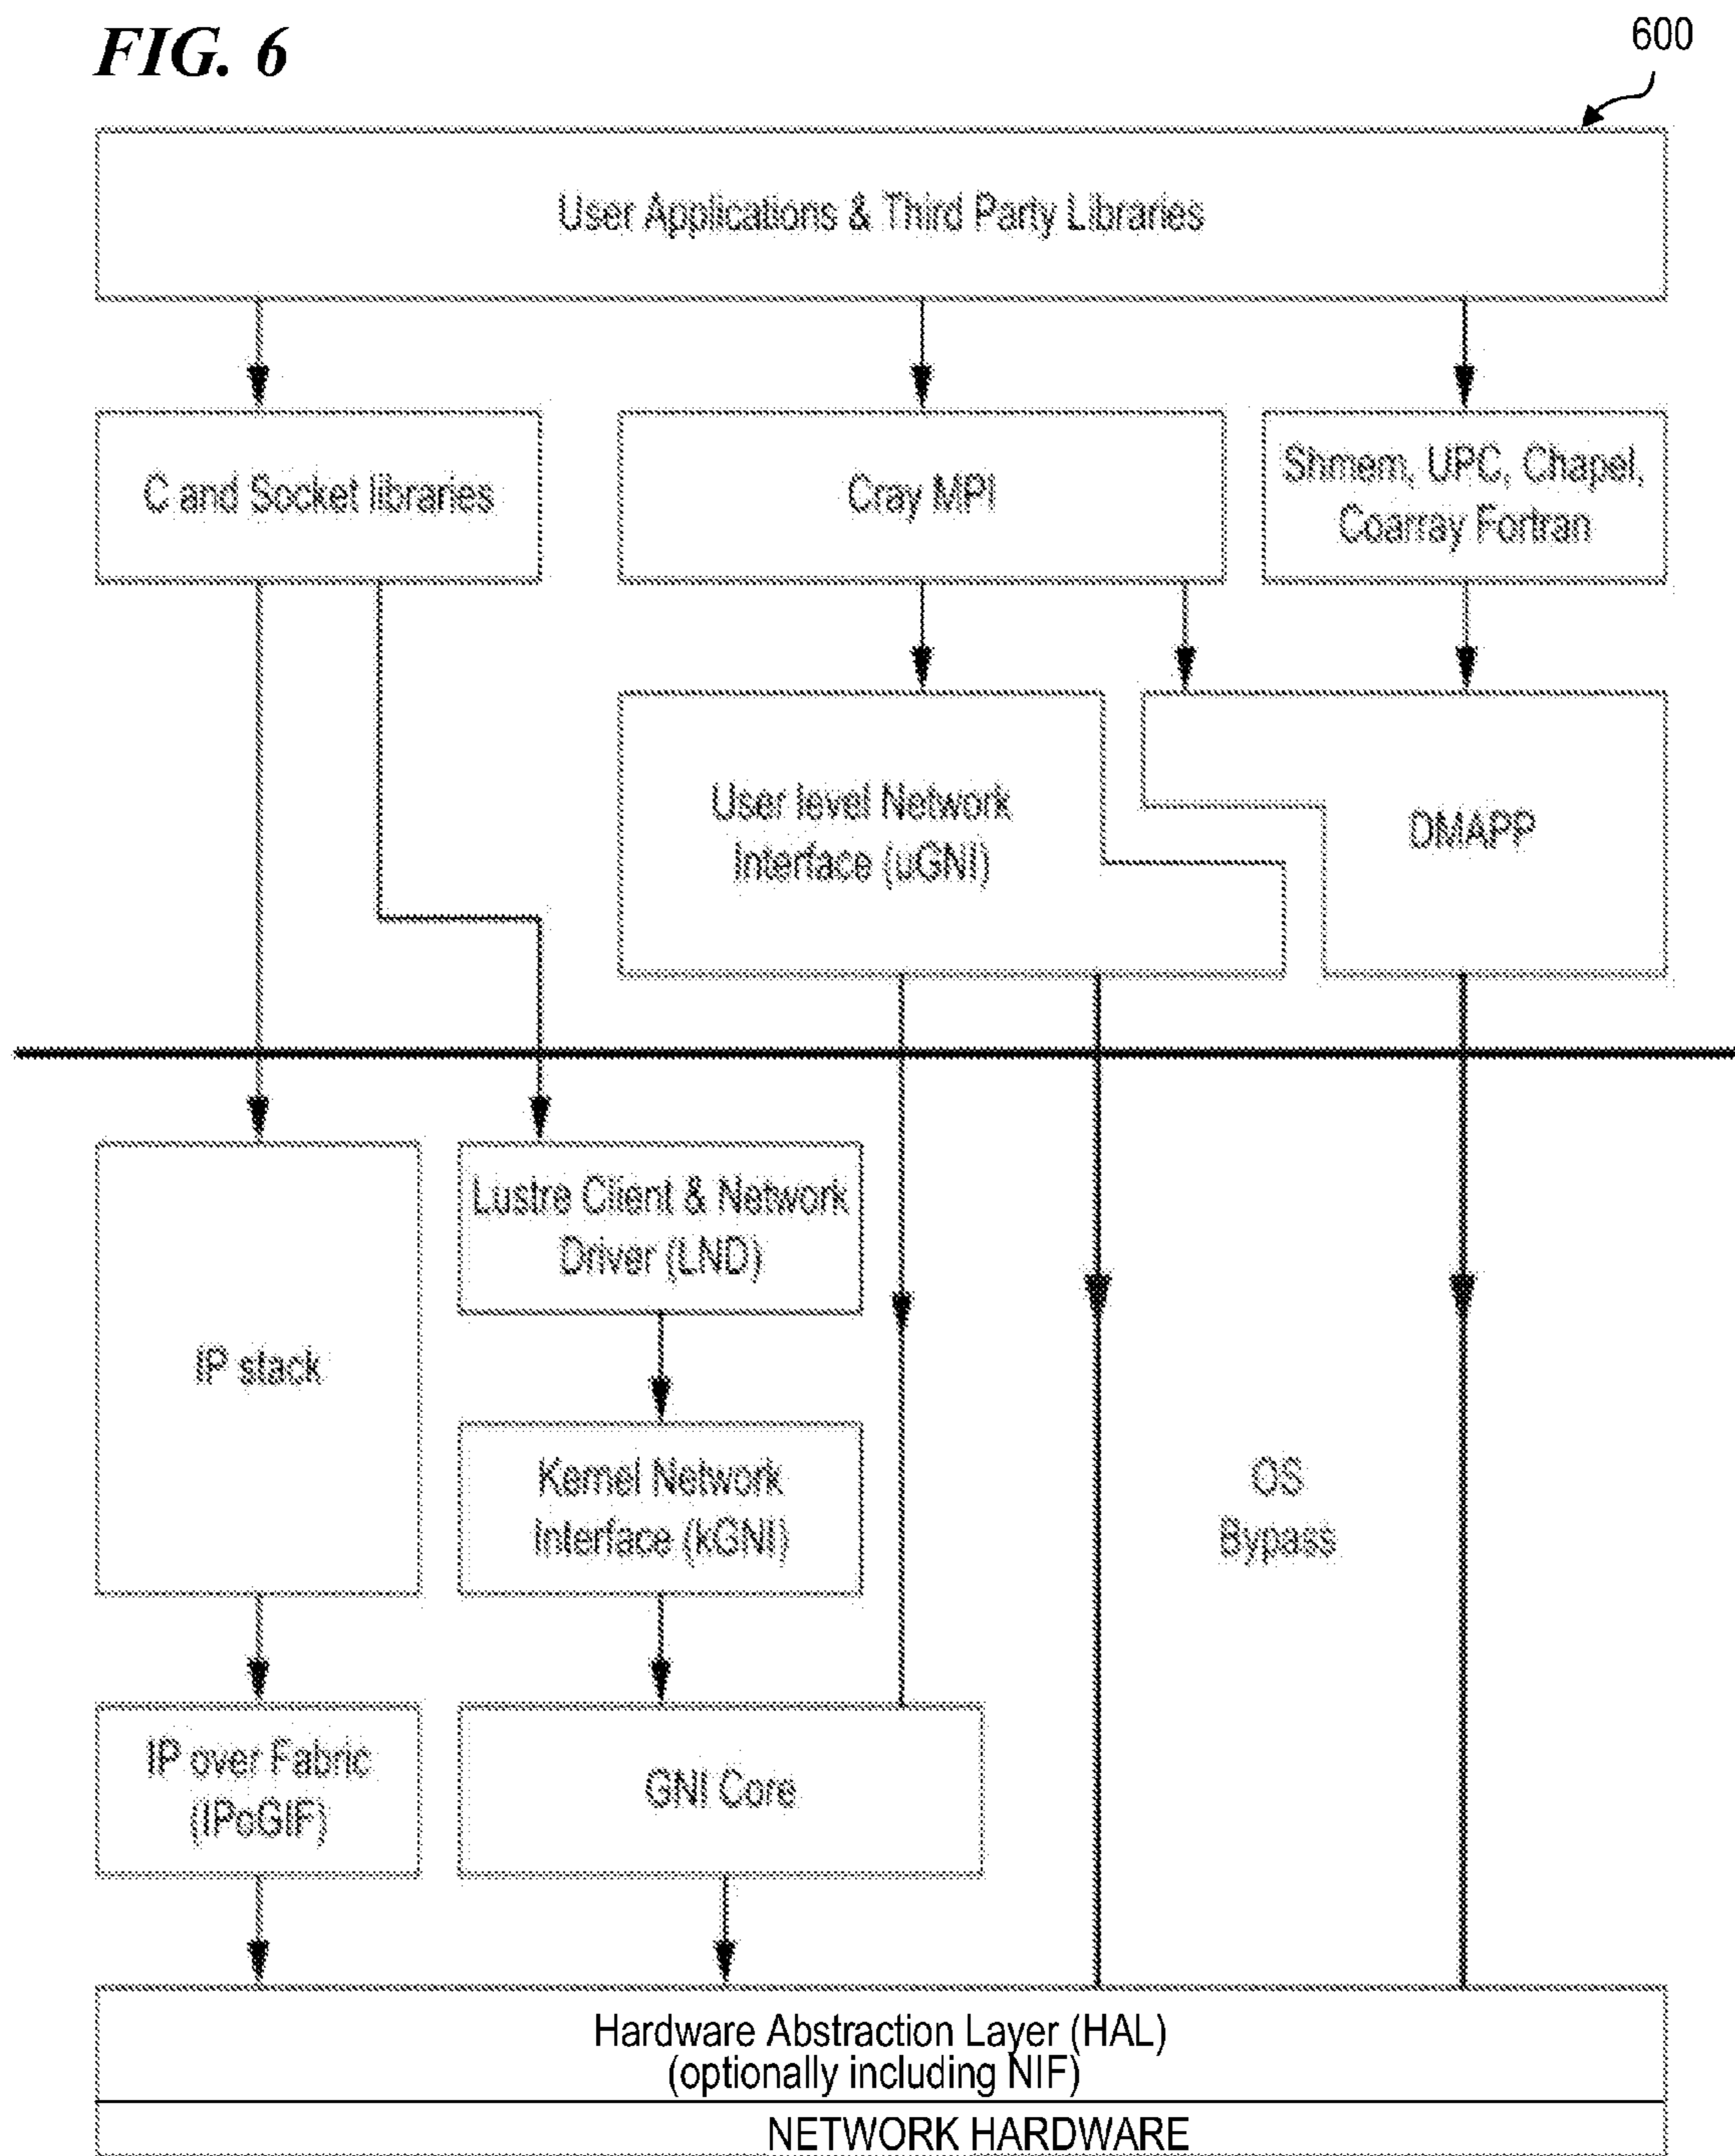 FIG. 6
600
User Applications & Third Party Libraries
C and Socket libraries
Cray MPI
Shmem, UPC, Chapel,
Coarray Fortran
User level Network
Interface (uGNI)
DMAPP
Lustre Client & Network
Driver (LND)
IP stack
Kernel Network
Interface (kGNI)
OS
Bypass
IP over Fabric
(IPoGIF)
GNI Core
Hardware Abstraction Layer (HAL)
(optionally including NIF)
NETWORK HARDWARE